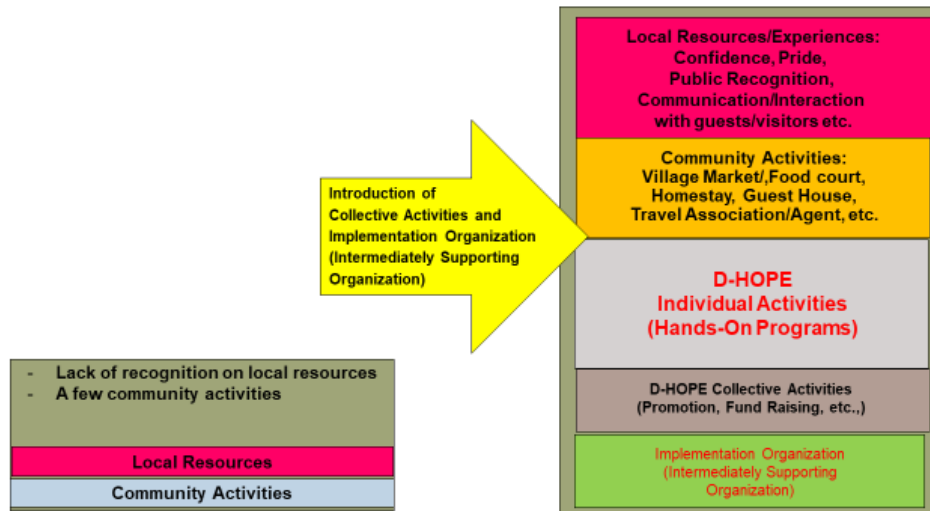 Local Resources/Experiences:
Confidence, Pride,
Public Recognition,
Communication/Interaction
with guests/visitors etc.
Community Activities:
Village Market/,Food court,
Homestay, Guest House,
Travel Association/Agent, etc.
Introduction of
Collective Activities and
Implementation Organization
(Intermediately Supporting
Organization)
D-HOPE
Individual Activities
(Hands-On Programs)
- Lack of recognition on local resources
- A few community activities
Local Resources
Community Activities
D-HOPE Collective Activities
(Promotion, Fund Raising, etc.,)
Implementation Organization
(Intermediately Supporting
Organization)